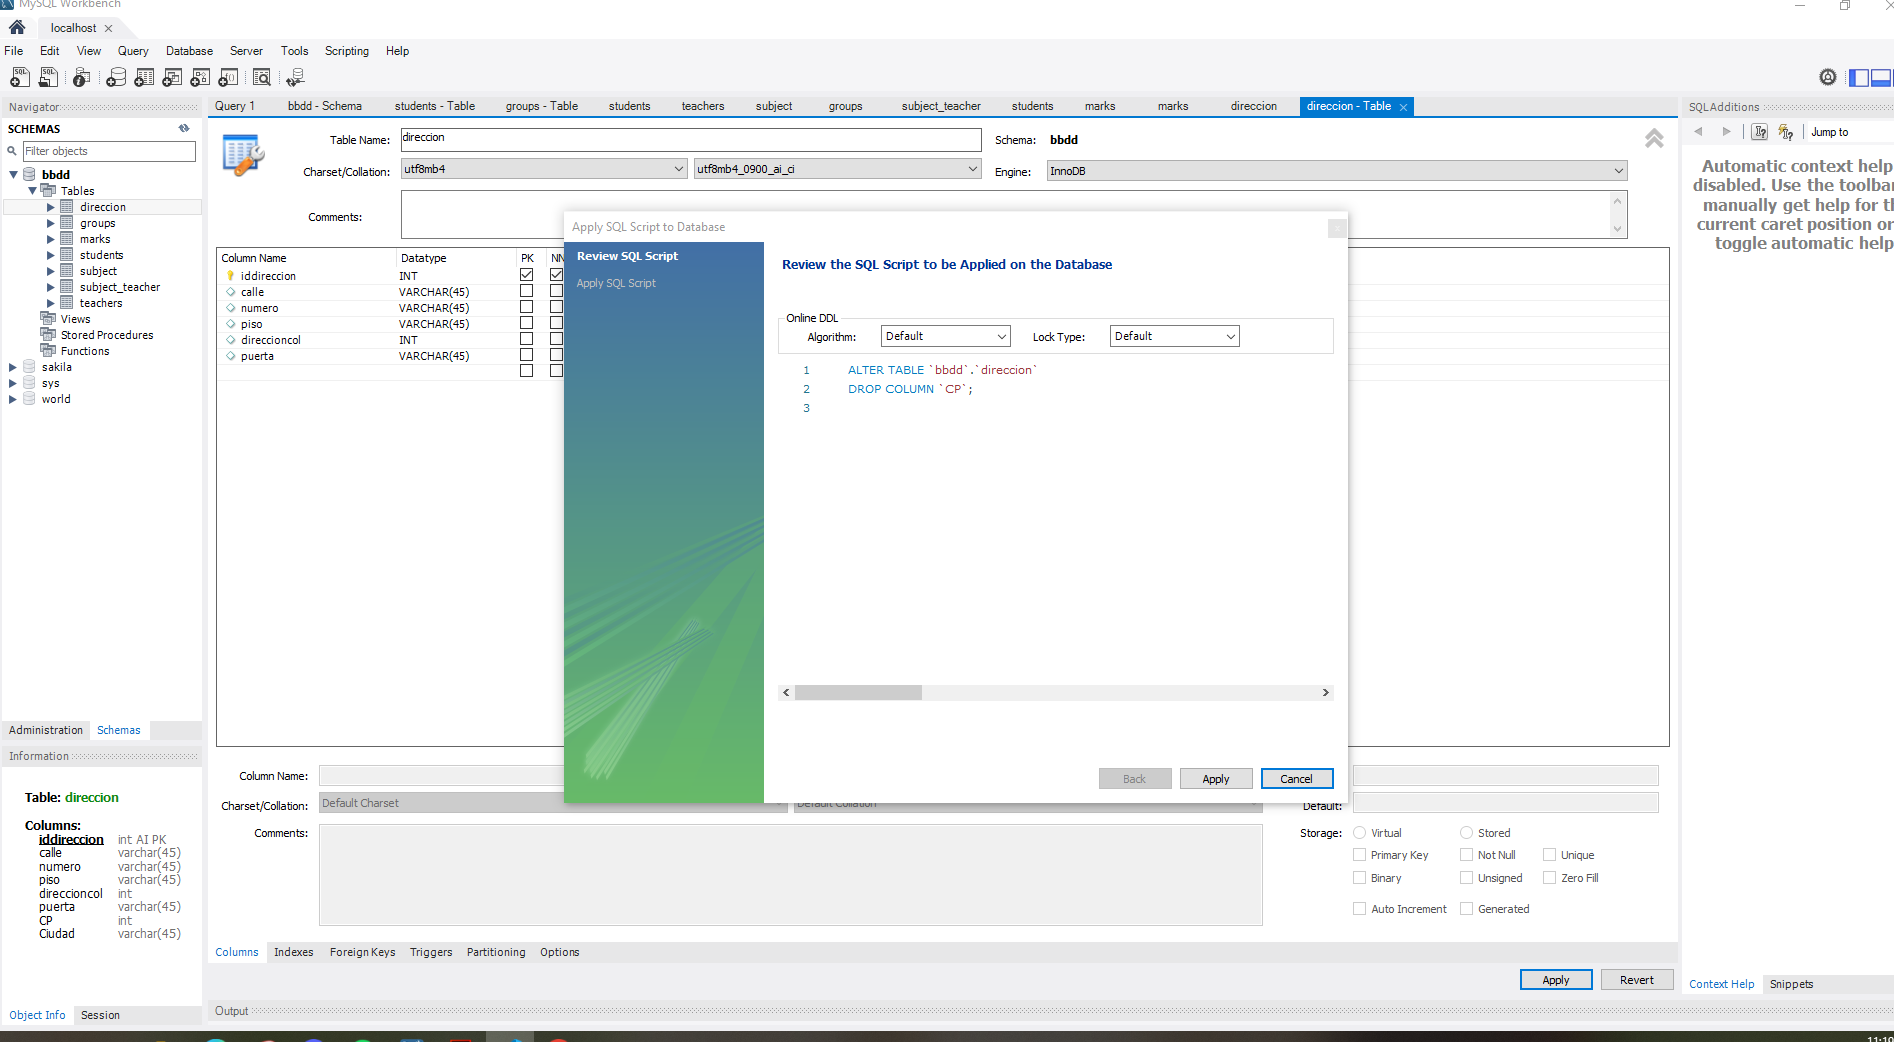 MySQL Workbench
localhost
File Edit View Query Database Server Tools Scripting Help
Navigator
SCHEMAS
Filter objects
bbdd
Tables
direccion
groups
marks
students
subject
subject_teacher
teachers
Views
Stored Procedures
Functions
sakila
sys
world
Administration Schemas
Information
Table: direccion
Columns:
iddireccion int AI PK
calle varchar(45)
numero varchar(45)
piso varchar(45)
direccioncol int
puerta varchar(45)
CP int
Ciudad varchar(45)
Object Info Session
Query 1 bbdd - Schema students - Table groups - Table students teachers subject groups subject_teacher students marks marks direccion direccion - Table
Table Name: direccion Schema: bbdd
Charset/Collation: utf8mb4 utf8mb4_0900_ai_ci Engine: InnoDB
Comments:
Column Name Datatype PK NN
iddireccion INT
calle VARCHAR(45)
numero VARCHAR(45)
piso VARCHAR(45)
direccioncol INT
puerta VARCHAR(45)
Apply SQL Script to Database
Review SQL Script
Apply SQL Script
Review the SQL Script to be Applied on the Database
Online DDL
Algorithm: Default Lock Type: Default
1 ALTER TABLE `bbdd`.`direccion`
2 DROP COLUMN `CP`;
3
Back Apply Cancel
Column Name:
Charset/Collation: Default Charset Default Collation Default:
Comments:
Storage: Virtual Stored
Primary Key Not Null Unique
Binary Unsigned Zero Fill
Auto Increment Generated
Columns Indexes Foreign Keys Triggers Partitioning Options
Apply Revert
Output
SQLAdditions
Jump to
Automatic context help
disabled. Use the toolbar
manually get help for th
current caret position or
toggle automatic help
Context Help Snippets